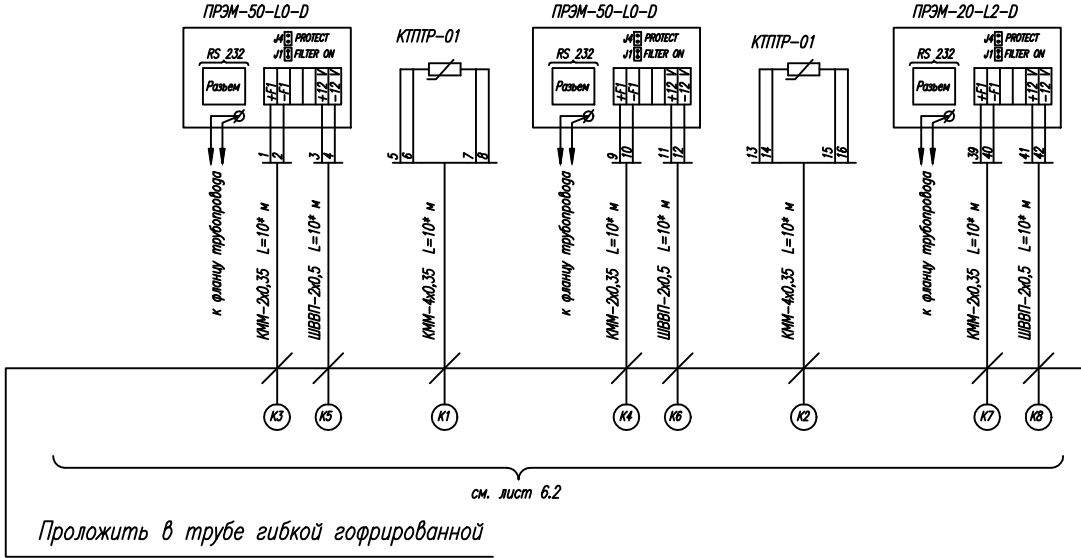 ПРЭМ-50-L0-D
J4 PROTECT
J1 FILTER ON
RS 232
Разъем
+F1
-F1
+12 V
-12 V
1
2
3
4
к фланцу трубопровода
КММ-2х0,35 L=10* м
ШВВП-2х0,5 L=10* м
К3
К5
КТПТР-01
5
6
7
8
КММ-4х0,35 L=10* м
К1
ПРЭМ-50-L0-D
J4 PROTECT
J1 FILTER ON
RS 232
Разъем
+F1
-F1
+12 V
-12 V
9
10
11
12
к фланцу трубопровода
КММ-2х0,35 L=10* м
ШВВП-2х0,5 L=10* м
К4
К6
КТПТР-01
13
14
15
16
КММ-4х0,35 L=10* м
К2
ПРЭМ-20-L2-D
J4 PROTECT
J1 FILTER ON
RS 232
Разъем
+F1
-F1
+12 V
-12 V
39
40
41
42
к фланцу трубопровода
КММ-2х0,35 L=10* м
ШВВП-2х0,5 L=10* м
К7
К8
см. лист 6.2
Проложить в трубе гибкой гофрированной